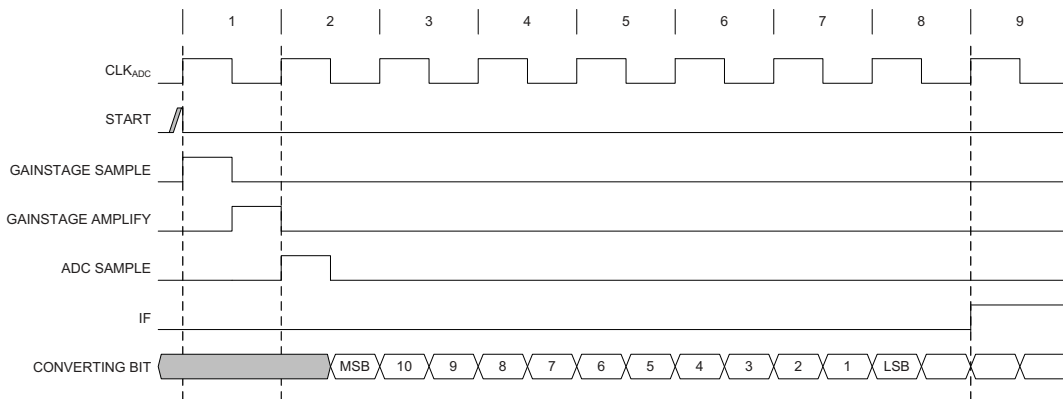 1 2 3 4 5 6 7 8 9
CLKADC
START
GAINSTAGE SAMPLE
GAINSTAGE AMPLIFY
ADC SAMPLE
IF
CONVERTING BIT MSB 10 9 8 7 6 5 4 3 2 1 LSB